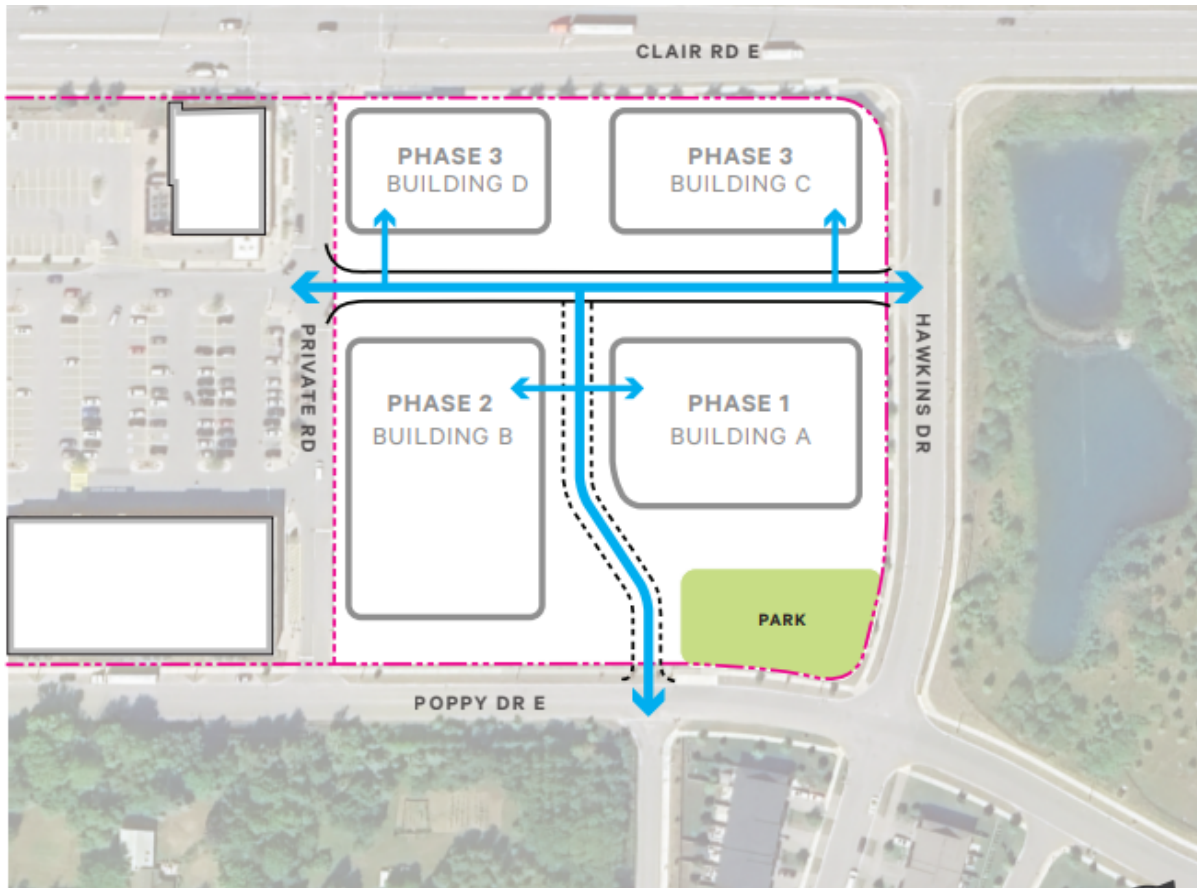 CLAIR RD E
PHASE 3
BUILDING D
PHASE 3
BUILDING C
PRIVATE RD
HAWKINS DR
PHASE 2
BUILDING B
PHASE 1
BUILDING A
PARK
POPPY DR E